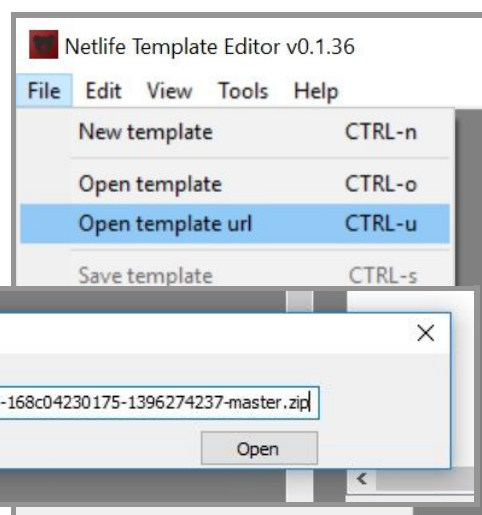 Netlife Template Editor v0.1.36
File Edit View Tools Help
New template CTRL-n
Open template CTRL-o
Open template url CTRL-u
Save template CTRL-s
-168c04230175-1396274237-master.zip
Open